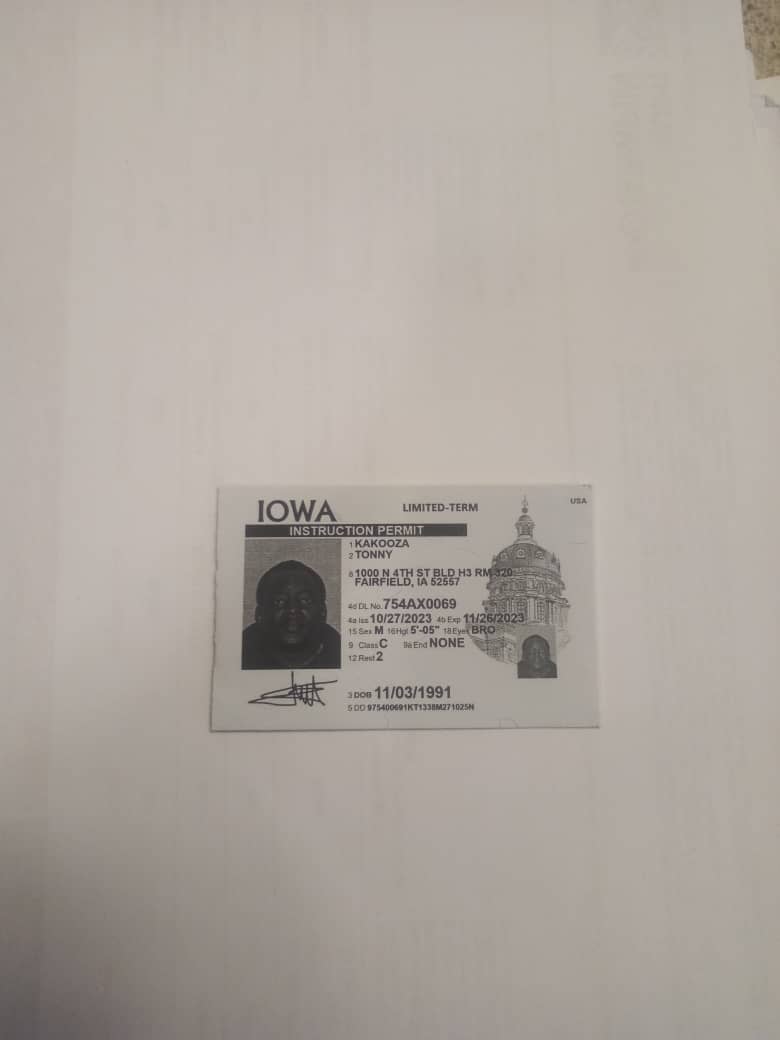 IOWA
LIMITED-TERM
USA
INSTRUCTION PERMIT
1 KAKOOZA
2 TONNY
8 1000 N 4TH ST BLD H3 RM 320
FAIRFIELD, IA 52557
4d DL No. 754AX0069
4a Iss 10/27/2023 4b Exp 11/26/2023
15 Sex M 16 Hgt 5'-05" 18 Eyes BRO
9 Class C 9a End NONE
12 Rest 2
3 DOB 11/03/1991
5 DD 975400691KT1338M271025N